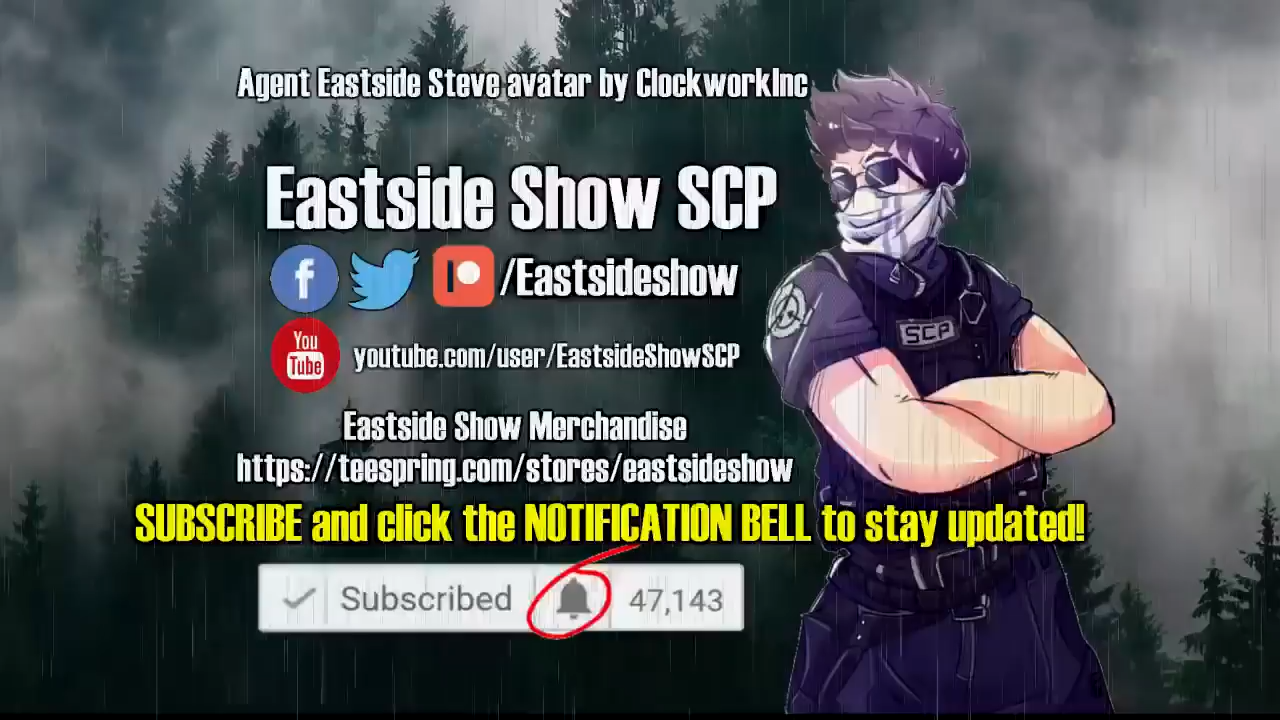 Agent Eastside Steve avatar by ClockworkInc
Eastside Show SCP
f /Eastsideshow
You
Tube
youtube.com/user/EastsideShowSCP
SCP
Eastside Show Merchandise
https://teespring.com/stores/eastsideshow
SUBSCRIBE and click the NOTIFICATION BELL to stay updated!
Subscribed 47,143